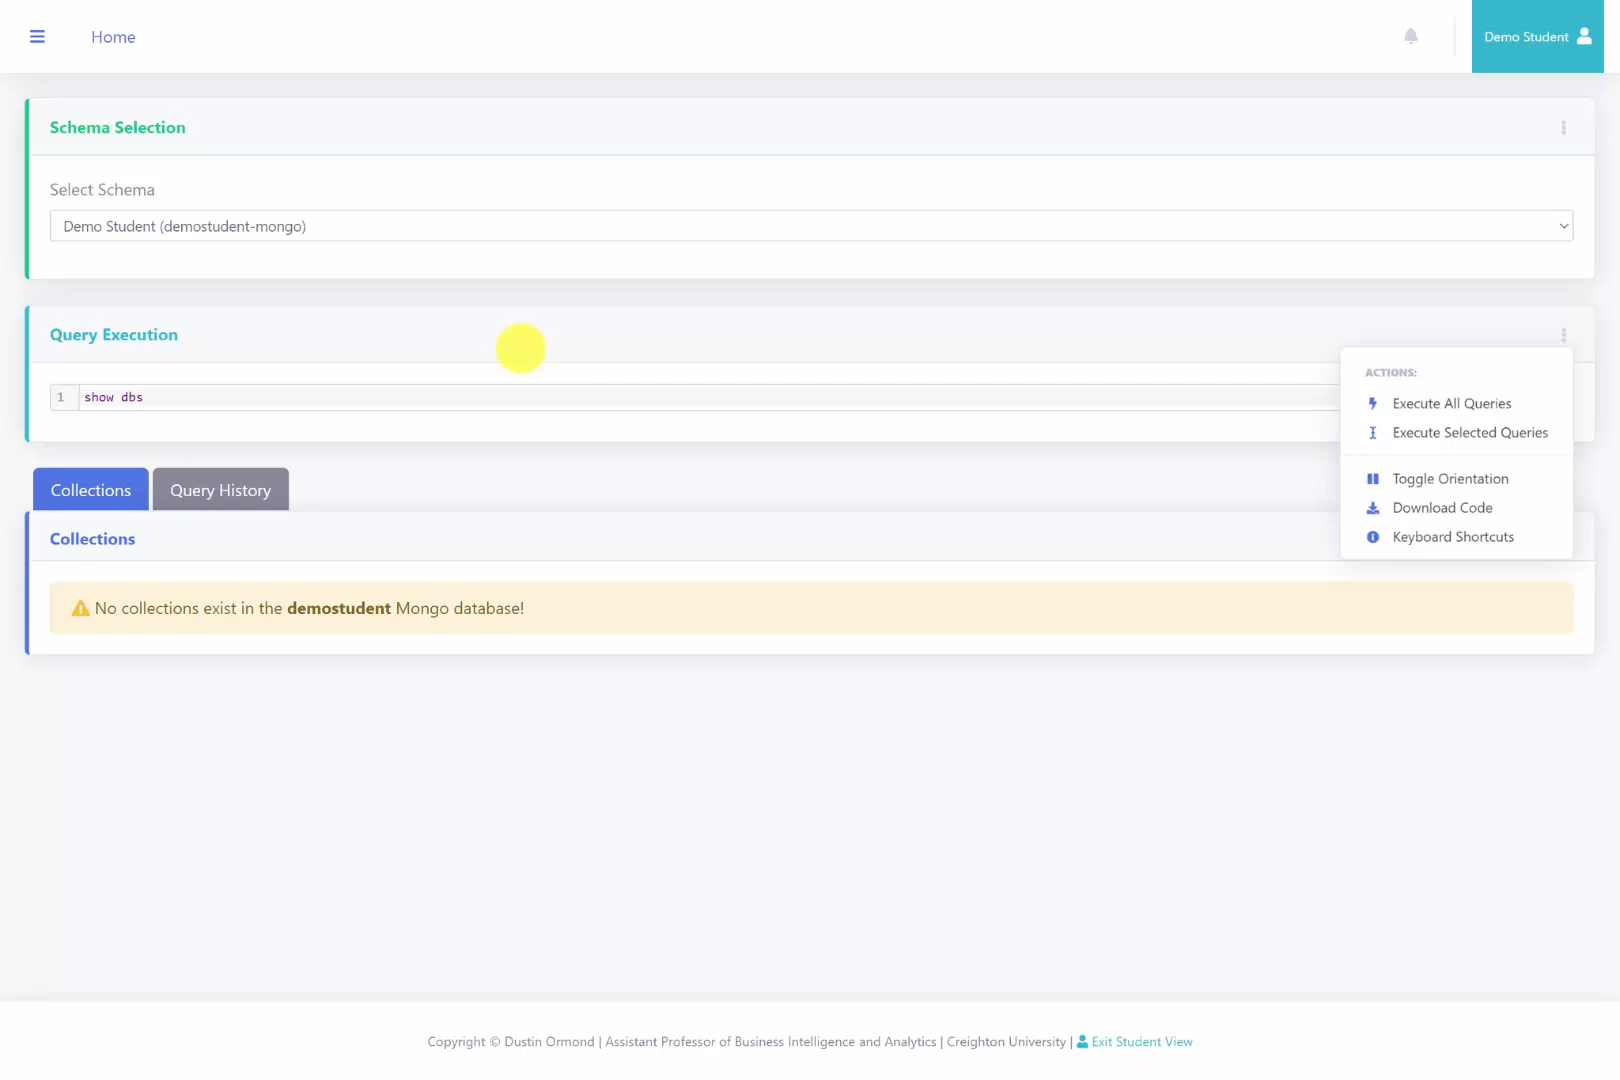 Home
Demo Student
Schema Selection
Select Schema
Demo Student (demostudent-mongo)
Query Execution
1 show dbs
ACTIONS:
Execute All Queries
Execute Selected Queries
Toggle Orientation
Download Code
Keyboard Shortcuts
Collections Query History
Collections
No collections exist in the demostudent Mongo database!
Copyright © Dustin Ormond | Assistant Professor of Business Intelligence and Analytics | Creighton University | Exit Student View